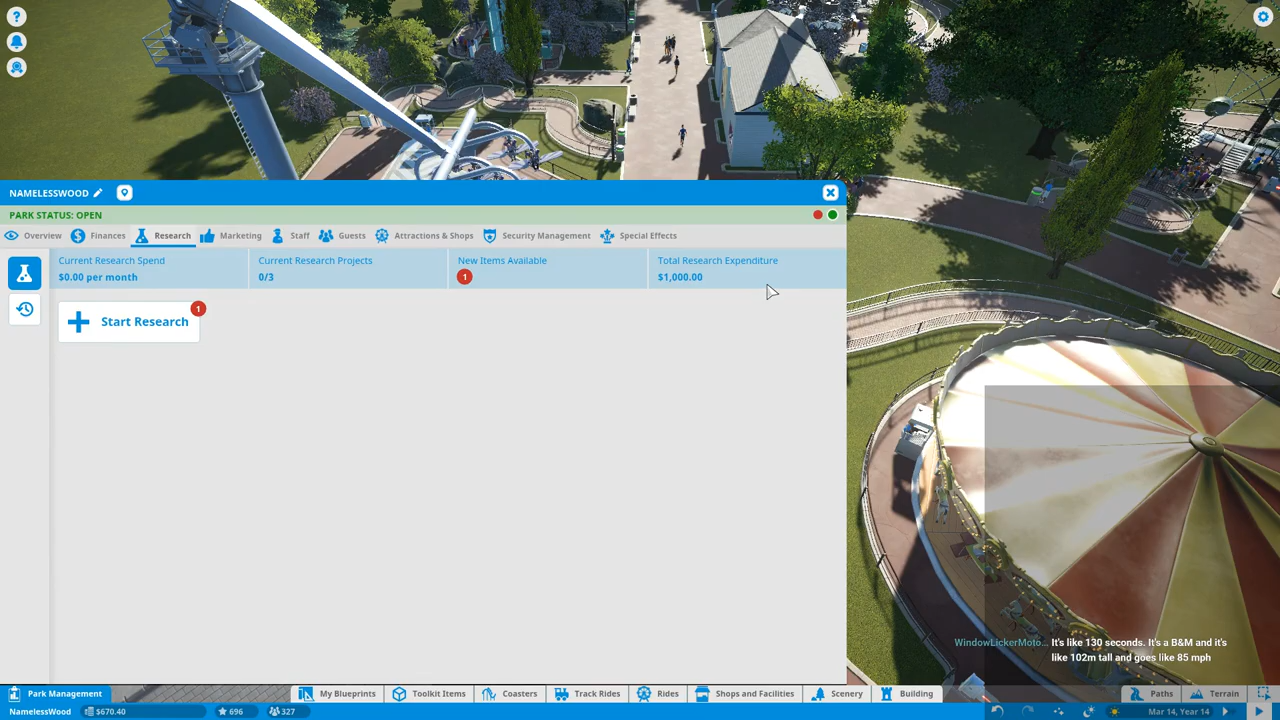 NAMELESSWOOD
PARK STATUS: OPEN
Overview Finances Research Marketing Staff Guests Attractions & Shops Security Management Special Effects
Current Research Spend
$0.00 per month
Current Research Projects
0/3
New Items Available
1
Total Research Expenditure
$1,000.00
Start Research
1
WindowLickerMoto... It's like 130 seconds. It's a B&M and it's
like 102m tall and goes like 85 mph
Park Management My Blueprints Toolkit Items Coasters Track Rides Rides Shops and Facilities Scenery Building Paths Terrain
NamelessWood $670.40 696 327 Mar 14, Year 14